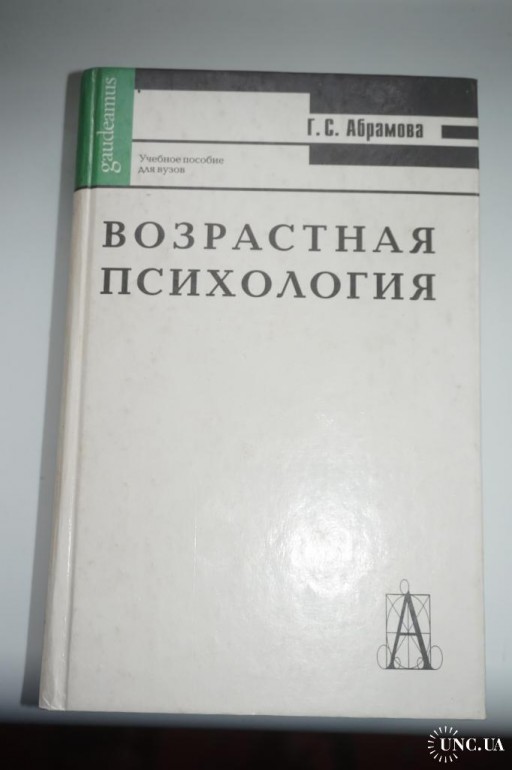 gaudeamus
Г.С. Абрамова
Учебное пособие
для вузов
ВОЗРАСТНАЯ
ПСИХОЛОГИЯ
А
UNC.UA